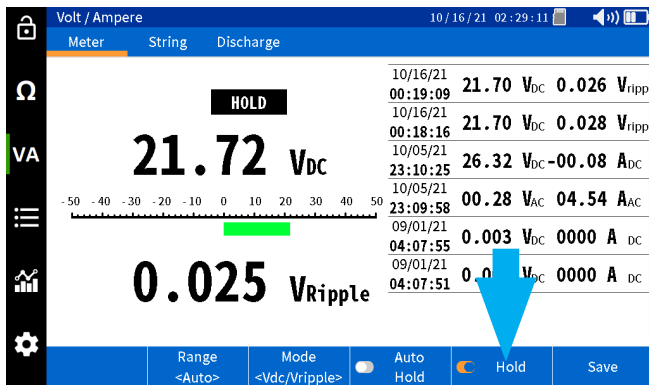 Volt / Ampere
10/16/21 02:29:11
Meter String Discharge
Ω
VA
HOLD
21.72 VDC
-50 -40 -30 -20 -10 0 10 20 30 40 50
0.025 VRipple
10/16/21
00:19:09 21.70 VDC 0.026 Vripp
10/16/21
00:18:16 21.70 VDC 0.028 Vripp
10/05/21
23:10:25 26.32 VDC -00.08 ADC
10/05/21
23:09:58 00.28 VAC 04.54 AAC
09/01/21
04:07:55 0.003 VDC 0000 A DC
09/01/21
04:07:51 VDC 0000 A DC
Range
<Auto>
Mode
<Vdc/Vripple>
Auto
Hold
Hold
Save